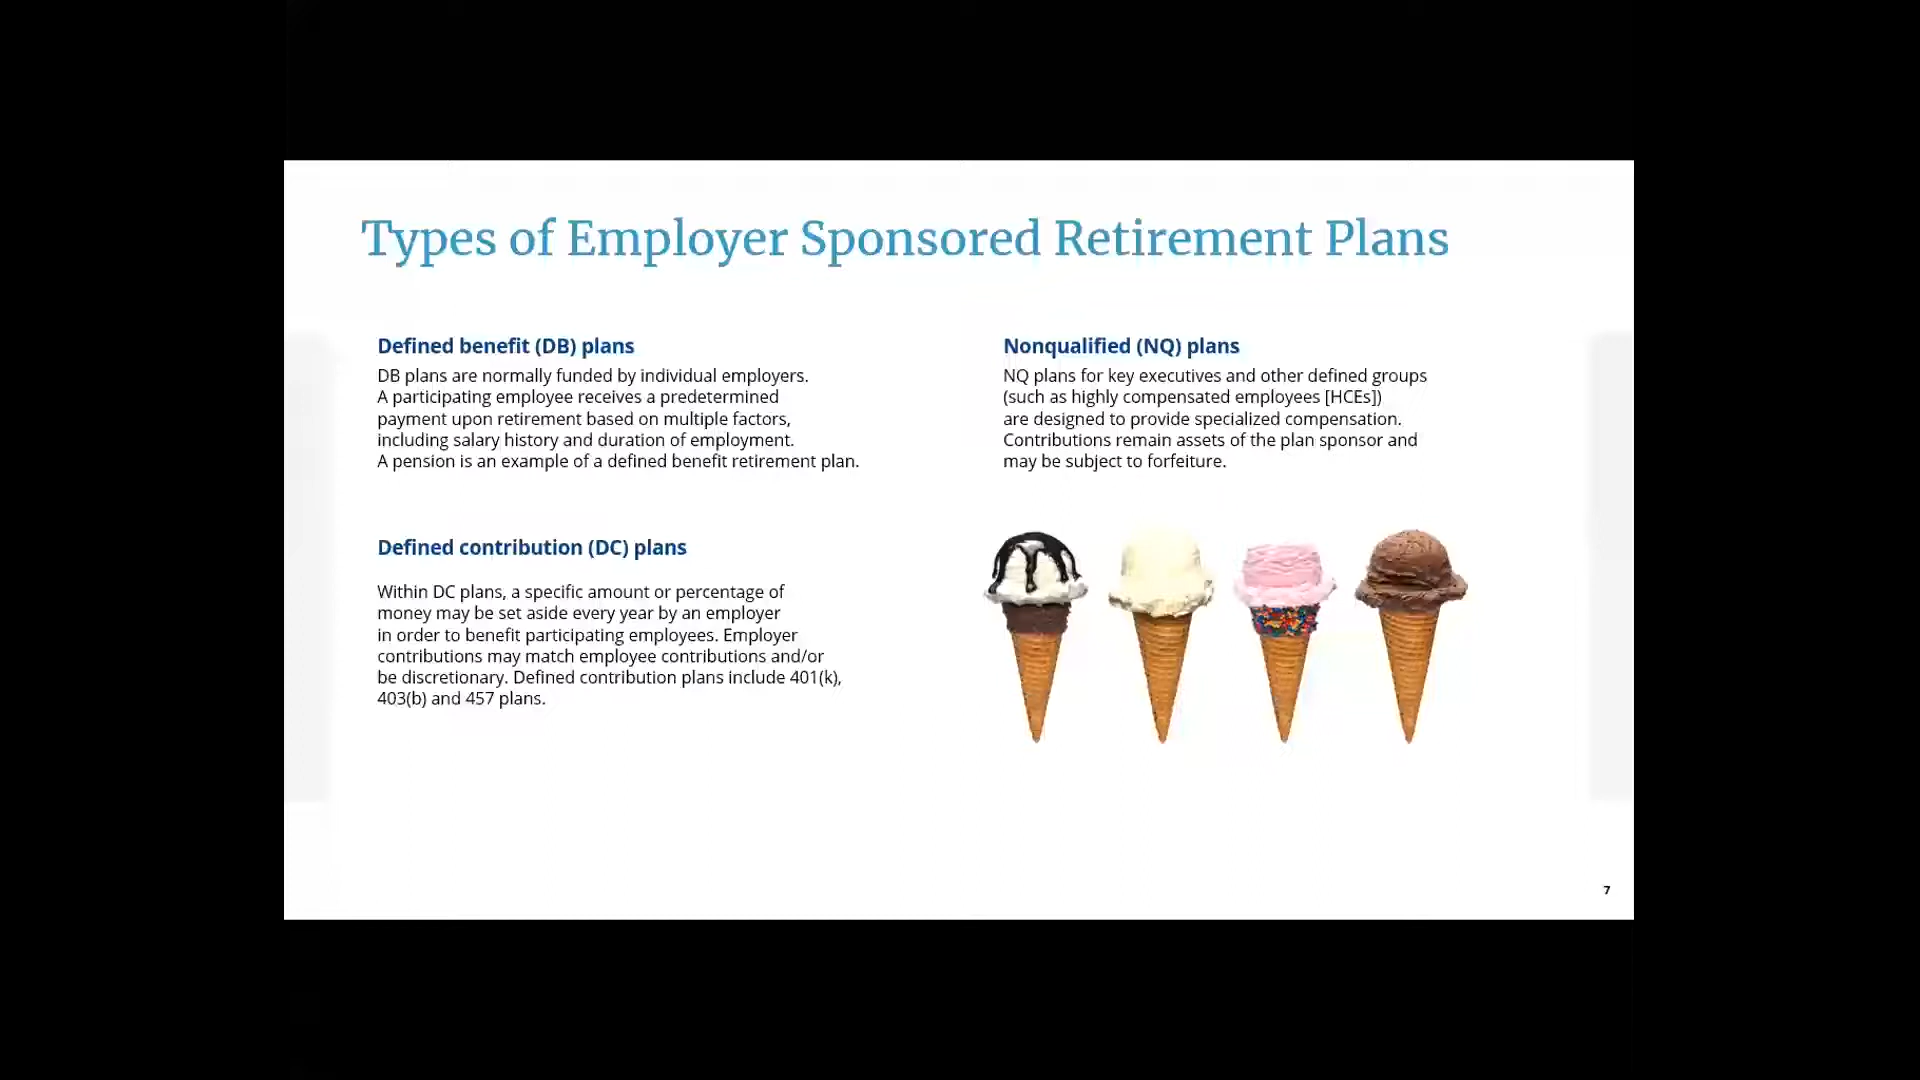 Types of Employer Sponsored Retirement Plans
Defined benefit (DB) plans
DB plans are normally funded by individual employers.
A participating employee receives a predetermined
payment upon retirement based on multiple factors,
including salary history and duration of employment.
A pension is an example of a defined benefit retirement plan.
Defined contribution (DC) plans
Within DC plans, a specific amount or percentage of
money may be set aside every year by an employer
in order to benefit participating employees. Employer
contributions may match employee contributions and/or
be discretionary. Defined contribution plans include 401(k),
403(b) and 457 plans.
Nonqualified (NQ) plans
NQ plans for key executives and other defined groups
(such as highly compensated employees [HCEs])
are designed to provide specialized compensation.
Contributions remain assets of the plan sponsor and
may be subject to forfeiture.
7